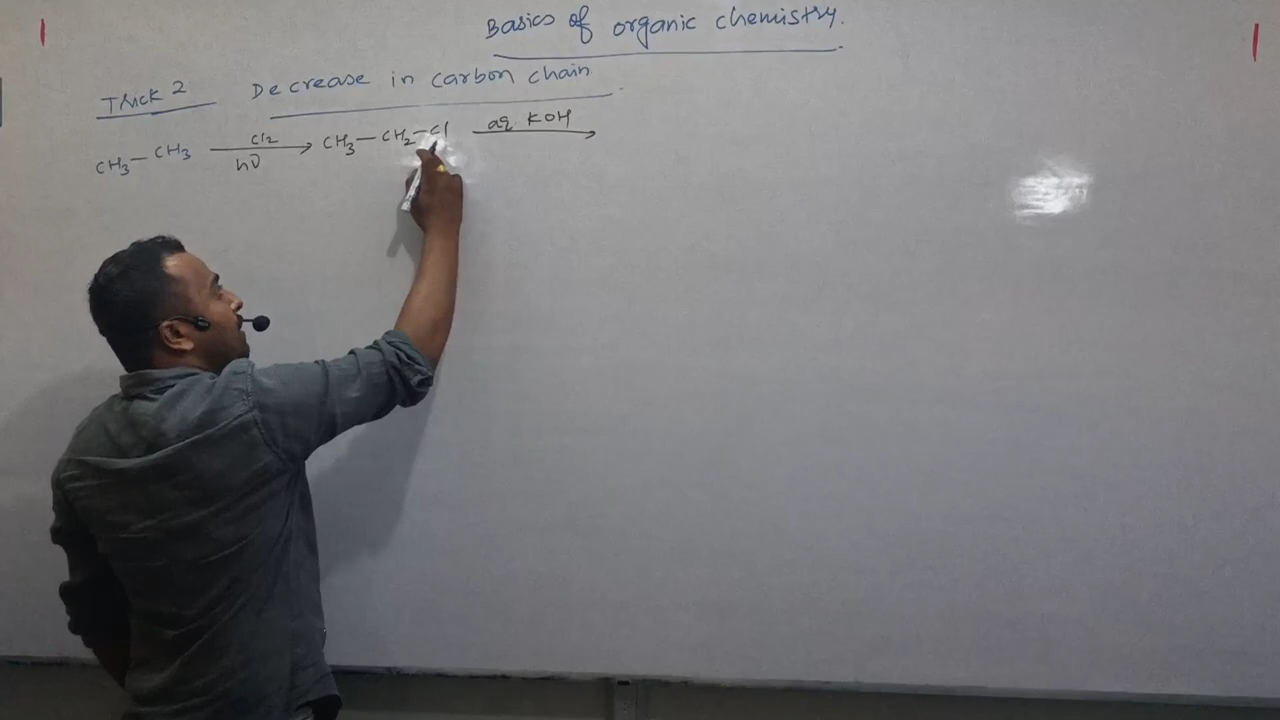 Basics of organic chemistry.
Trick 2 Decrease in carbon chain.
CH₃—CH₃ Cl₂ hν → CH₃—CH₂—Cl aq KOH →